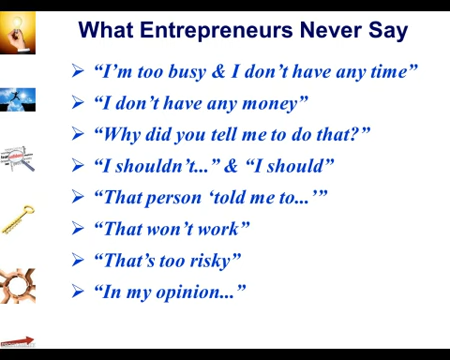 What Entrepreneurs Never Say
“I’m too busy & I don’t have any time”
“I don’t have any money”
“Why did you tell me to do that?”
“I shouldn’t...” & “I should”
“That person ‘told me to...’”
“That won’t work”
“That’s too risky”
“In my opinion...”